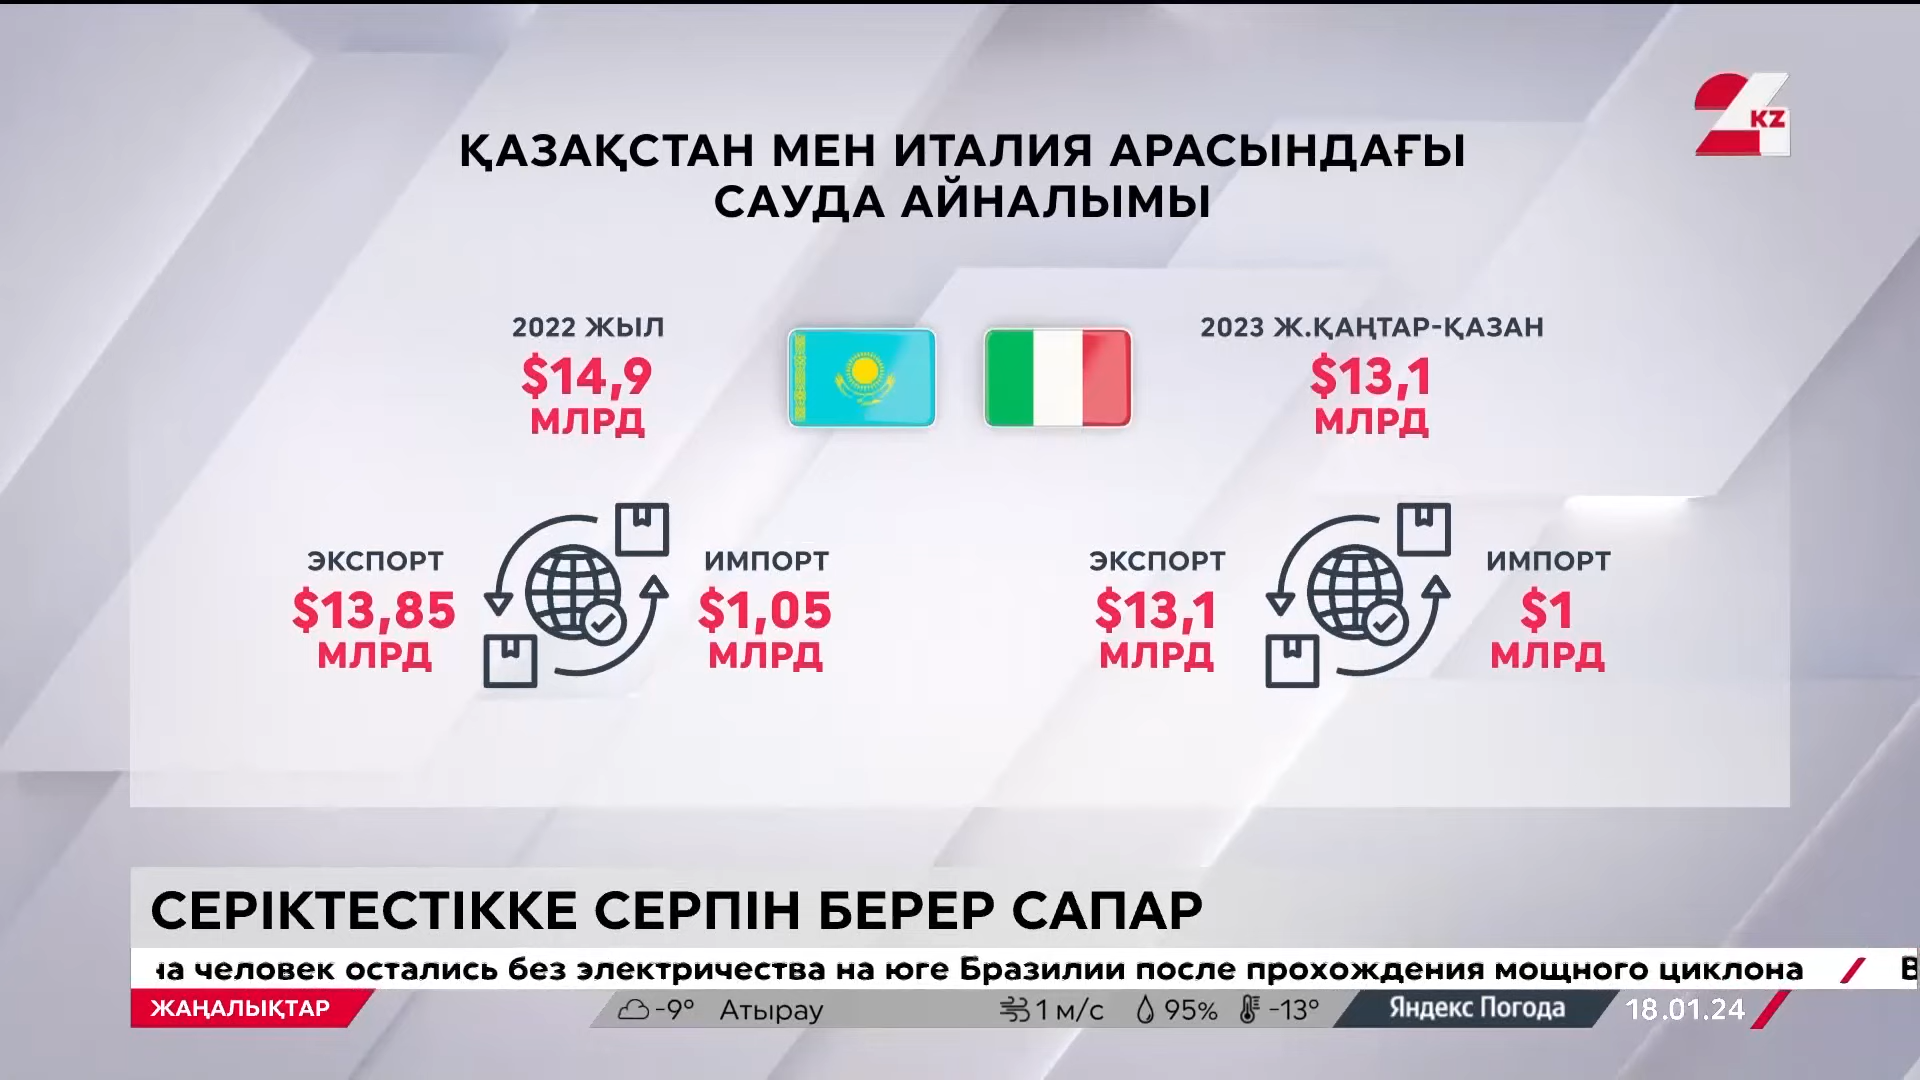 24 KZ
ҚАЗАҚСТАН МЕН ИТАЛИЯ АРАСЫНДАҒЫ
САУДА АЙНАЛЫМЫ
2022 ЖЫЛ
$14,9
МЛРД
2023 Ж.ҚАҢТАР-ҚАЗАН
$13,1
МЛРД
ЭКСПОРТ
$13,85
МЛРД
ИМПОРТ
$1,05
МЛРД
ЭКСПОРТ
$13,1
МЛРД
ИМПОРТ
$1
МЛРД
СЕРІКТЕСТІККЕ СЕРПІН БЕРЕР САПАР
человек остались без электричества на юге Бразилии после прохождения мощного циклона
ЖАҢАЛЫҚТАР -9° Атырау 1 м/с 95% -13° Яндекс Погода 18.01.24